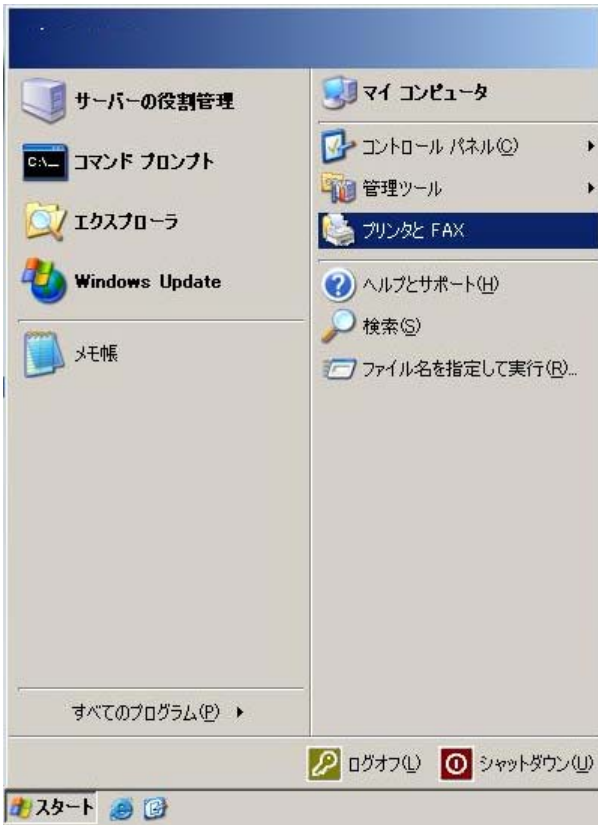 サーバーの役割管理
C:\_ コマンド プロンプト
エクスプローラ
Windows Update
メモ帳
すべてのプログラム(P)
マイ コンピュータ
コントロール パネル(C)
管理ツール
プリンタと FAX
ヘルプとサポート(H)
検索(S)
ファイル名を指定して実行(R)...
ログオフ(L)
シャットダウン(U)
スタート